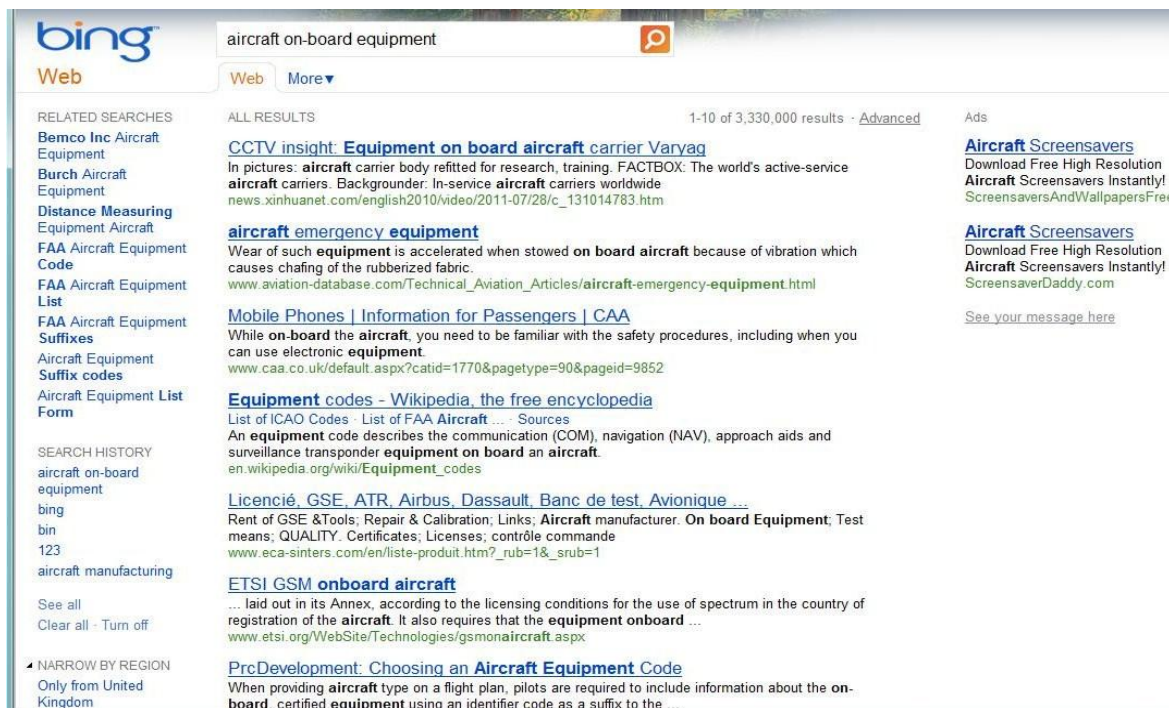 bing™
aircraft on-board equipment
Web
Web More▼
RELATED SEARCHES
Bemco Inc Aircraft
Equipment
Burch Aircraft
Equipment
Distance Measuring
Equipment Aircraft
FAA Aircraft Equipment
Code
FAA Aircraft Equipment
List
FAA Aircraft Equipment
Suffixes
Aircraft Equipment
Suffix codes
Aircraft Equipment List
Form
SEARCH HISTORY
aircraft on-board
equipment
bing
bin
123
aircraft manufacturing
See all
Clear all · Turn off
NARROW BY REGION
Only from United
Kingdom
ALL RESULTS
1-10 of 3,330,000 results · Advanced
CCTV insight: Equipment on board aircraft carrier Varyag
In pictures: aircraft carrier body refitted for research, training. FACTBOX: The world's active-service
aircraft carriers. Backgrounder: In-service aircraft carriers worldwide
news.xinhuanet.com/english2010/video/2011-07/28/c_131014783.htm
aircraft emergency equipment
Wear of such equipment is accelerated when stowed on board aircraft because of vibration which
causes chafing of the rubberized fabric.
www.aviation-database.com/Technical_Aviation_Articles/aircraft-emergency-equipment.html
Mobile Phones | Information for Passengers | CAA
While on-board the aircraft, you need to be familiar with the safety procedures, including when you
can use electronic equipment.
www.caa.co.uk/default.aspx?catid=1770&pagetype=90&pageid=9852
Equipment codes - Wikipedia, the free encyclopedia
List of ICAO Codes · List of FAA Aircraft ... · Sources
An equipment code describes the communication (COM), navigation (NAV), approach aids and
surveillance transponder equipment on board an aircraft.
en.wikipedia.org/wiki/Equipment_codes
Licencié, GSE, ATR, Airbus, Dassault, Banc de test, Avionique ...
Rent of GSE &Tools; Repair & Calibration; Links; Aircraft manufacturer. On board Equipment; Test
means; QUALITY. Certificates; Licenses; contrôle commande
www.eca-sinters.com/en/liste-produit.htm?_rub=1&_srub=1
ETSI GSM onboard aircraft
... laid out in its Annex, according to the licensing conditions for the use of spectrum in the country of
registration of the aircraft. It also requires that the equipment onboard ...
www.etsi.org/WebSite/Technologies/gsmonaircraft.aspx
PrcDevelopment: Choosing an Aircraft Equipment Code
When providing aircraft type on a flight plan, pilots are required to include information about the on-
board, certified equipment using an identifier code as a suffix to the ...
Ads
Aircraft Screensavers
Download Free High Resolution
Aircraft Screensavers Instantly!
ScreensaversAndWallpapersFree
Aircraft Screensavers
Download Free High Resolution
Aircraft Screensavers Instantly!
ScreensaverDaddy.com
See your message here